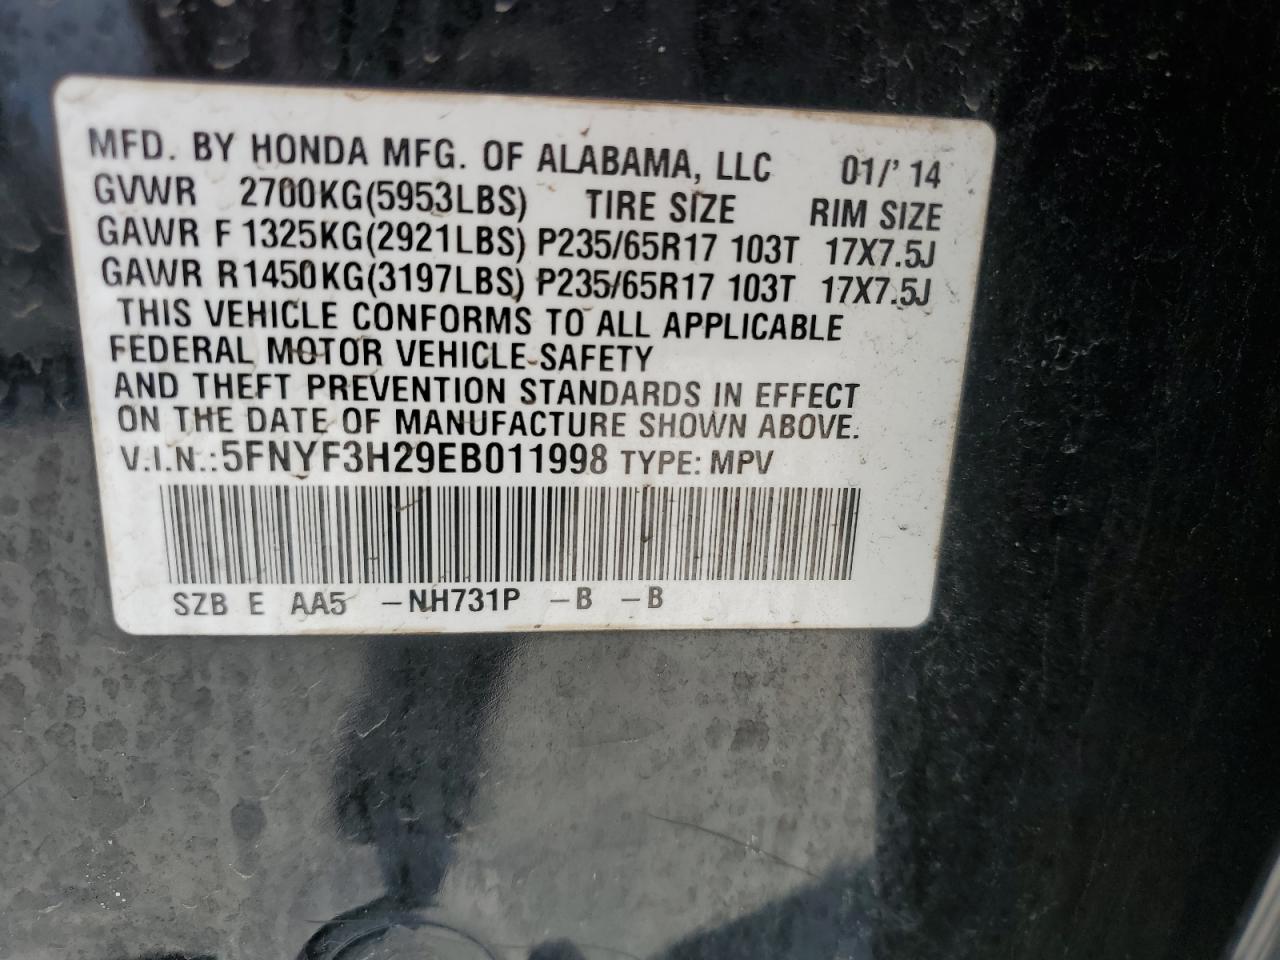 MFD. BY HONDA MFG. OF ALABAMA, LLC 01/'14
GVWR 2700KG(5953LBS) TIRE SIZE RIM SIZE
GAWR F 1325KG(2921LBS) P235/65R17 103T 17X7.5J
GAWR R1450KG(3197LBS) P235/65R17 103T 17X7.5J
THIS VEHICLE CONFORMS TO ALL APPLICABLE
FEDERAL MOTOR VEHICLE SAFETY
AND THEFT PREVENTION STANDARDS IN EFFECT
ON THE DATE OF MANUFACTURE SHOWN ABOVE.
V.I.N.:5FNYF3H29EB011998 TYPE: MPV
SZB E AA5 -NH731P -B -B